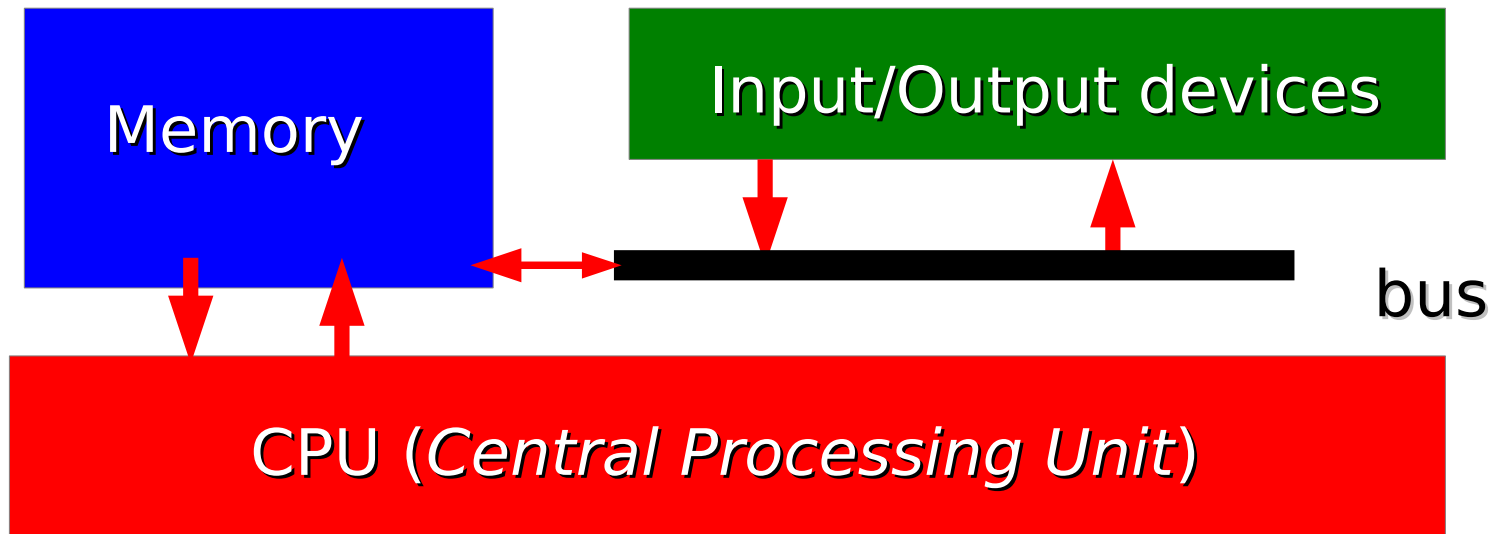 Memory
Input/Output devices
bus
CPU (Central Processing Unit)